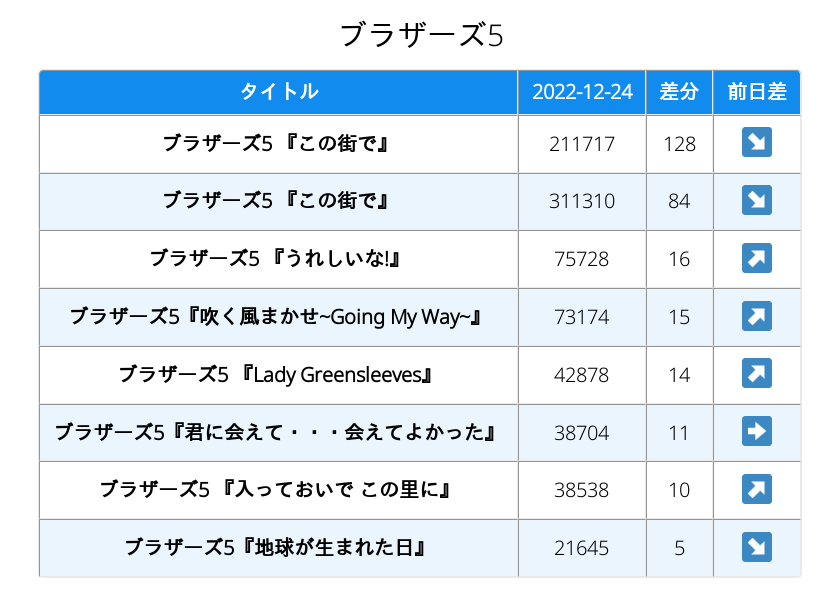 ブラザーズ5
タイトル 2022-12-24 差分 前日差
ブラザーズ5 『この街で』 211717 128 ↘
ブラザーズ5 『この街で』 311310 84 ↘
ブラザーズ5 『うれしいな!』 75728 16 ↗
ブラザーズ5『吹く風まかせ~Going My Way~』 73174 15 ↗
ブラザーズ5 『Lady Greensleeves』 42878 14 ↗
ブラザーズ5『君に会えて・・・会えてよかった』 38704 11 ➡
ブラザーズ5 『入っておいで この里に』 38538 10 ↗
ブラザーズ5『地球が生まれた日』 21645 5 ↘